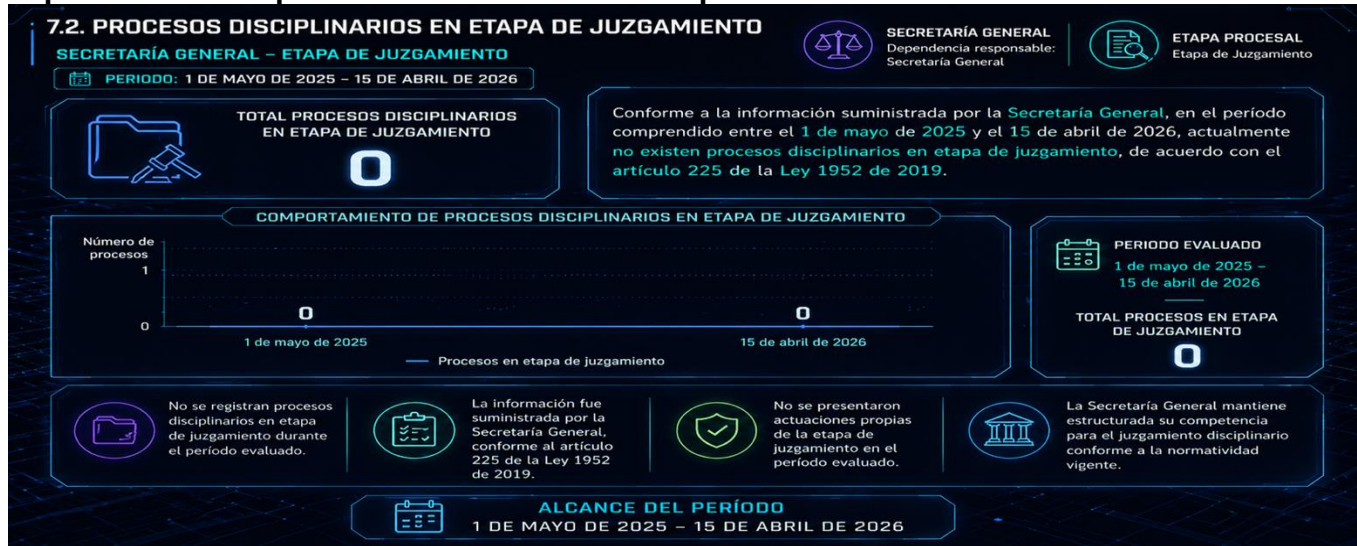 7.2. PROCESOS DISCIPLINARIOS EN ETAPA DE JUZGAMIENTO
SECRETARÍA GENERAL – ETAPA DE JUZGAMIENTO
PERIODO: 1 DE MAYO DE 2025 – 15 DE ABRIL DE 2026
SECRETARÍA GENERAL
Dependencia responsable:
Secretaría General
ETAPA PROCESAL
Etapa de Juzgamiento
TOTAL PROCESOS DISCIPLINARIOS
EN ETAPA DE JUZGAMIENTO
0
Conforme a la información suministrada por la Secretaría General, en el período
comprendido entre el 1 de mayo de 2025 y el 15 de abril de 2026, actualmente
no existen procesos disciplinarios en etapa de juzgamiento, de acuerdo con el
artículo 225 de la Ley 1952 de 2019.
COMPORTAMIENTO DE PROCESOS DISCIPLINARIOS EN ETAPA DE JUZGAMIENTO
Número de
procesos
1
0
0
0
1 de mayo de 2025
15 de abril de 2026
Procesos en etapa de juzgamiento
PERIODO EVALUADO
1 de mayo de 2025 –
15 de abril de 2026
TOTAL PROCESOS EN ETAPA
DE JUZGAMIENTO
0
No se registran procesos
disciplinarios en etapa
de juzgamiento durante
el período evaluado.
La información fue
suministrada por la
Secretaría General,
conforme al artículo
225 de la Ley 1952
de 2019.
No se presentaron
actuaciones propias
de la etapa de
juzgamiento en el
período evaluado.
La Secretaría General mantiene
estructurada su competencia
para el juzgamiento disciplinario
conforme a la normatividad
vigente.
ALCANCE DEL PERÍODO
1 DE MAYO DE 2025 – 15 DE ABRIL DE 2026